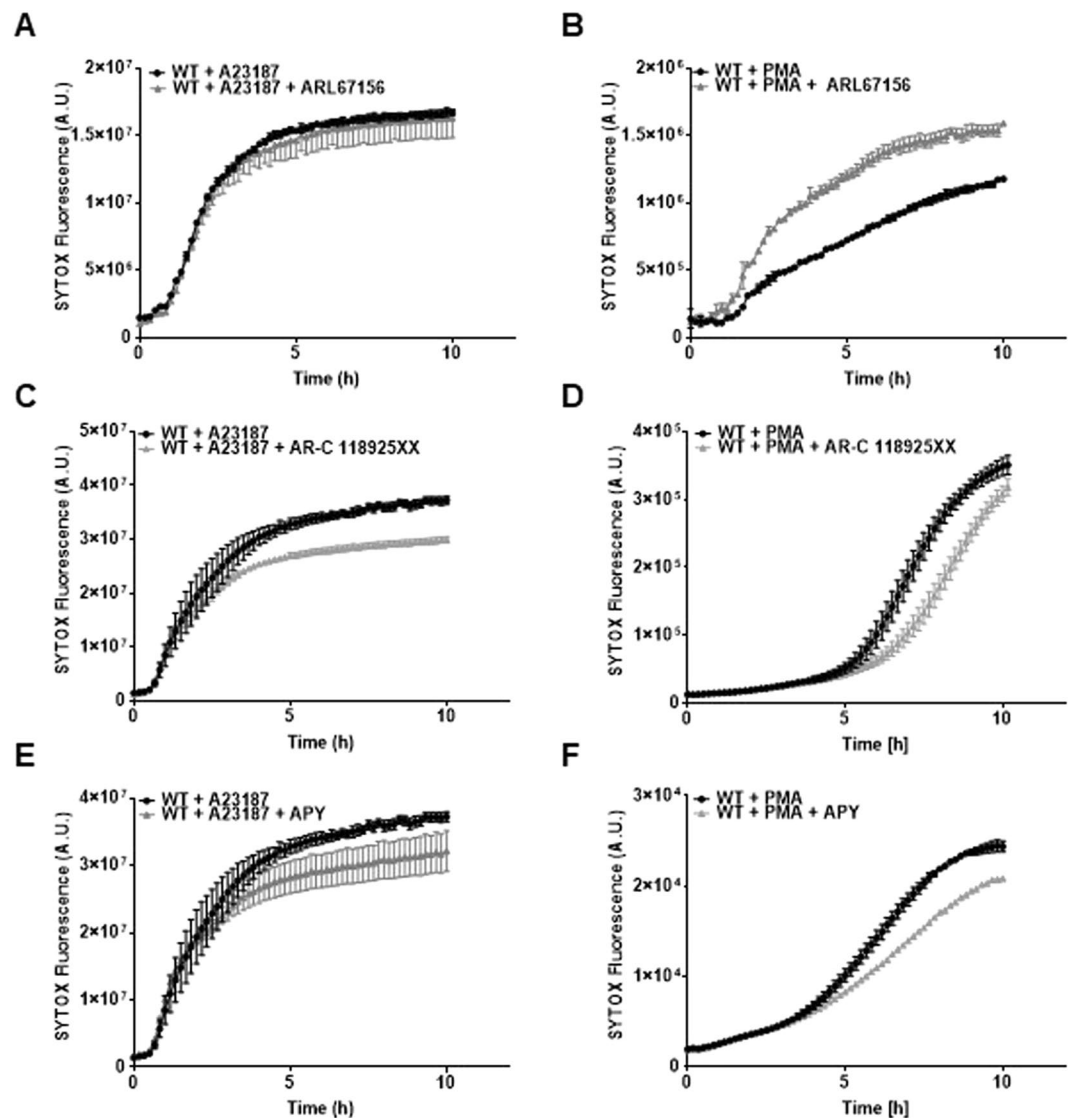 A
WT + A23187
WT + A23187 + ARL67156
SYTOX Fluorescence (A.U.)
2×10⁷
1.5×10⁷
1×10⁷
5×10⁶
0
0 5 10
Time (h)
B
WT + PMA
WT + PMA + ARL67156
SYTOX Fluorescence (A.U.)
2×10⁶
1.5×10⁶
1×10⁶
5×10⁵
0
0 5 10
Time (h)
C
WT + A23187
WT + A23187 + AR-C 118925XX
SYTOX Fluorescence (A.U.)
5×10⁷
4×10⁷
3×10⁷
2×10⁷
1×10⁷
0
0 5 10
Time (h)
D
WT + PMA
WT + PMA + AR-C 118925XX
SYTOX Fluorescence (A.U.)
4×10⁵
3×10⁵
2×10⁵
1×10⁵
0
0 5 10
Time [h]
E
WT + A23187
WT + A23187 + APY
SYTOX Fluorescence (A.U.)
4×10⁷
3×10⁷
2×10⁷
1×10⁷
0
0 5 10
Time (h)
F
WT + PMA
WT + PMA + APY
SYTOX Fluorescence (A.U.)
3×10⁴
2×10⁴
1×10⁴
0
0 5 10
Time [h]